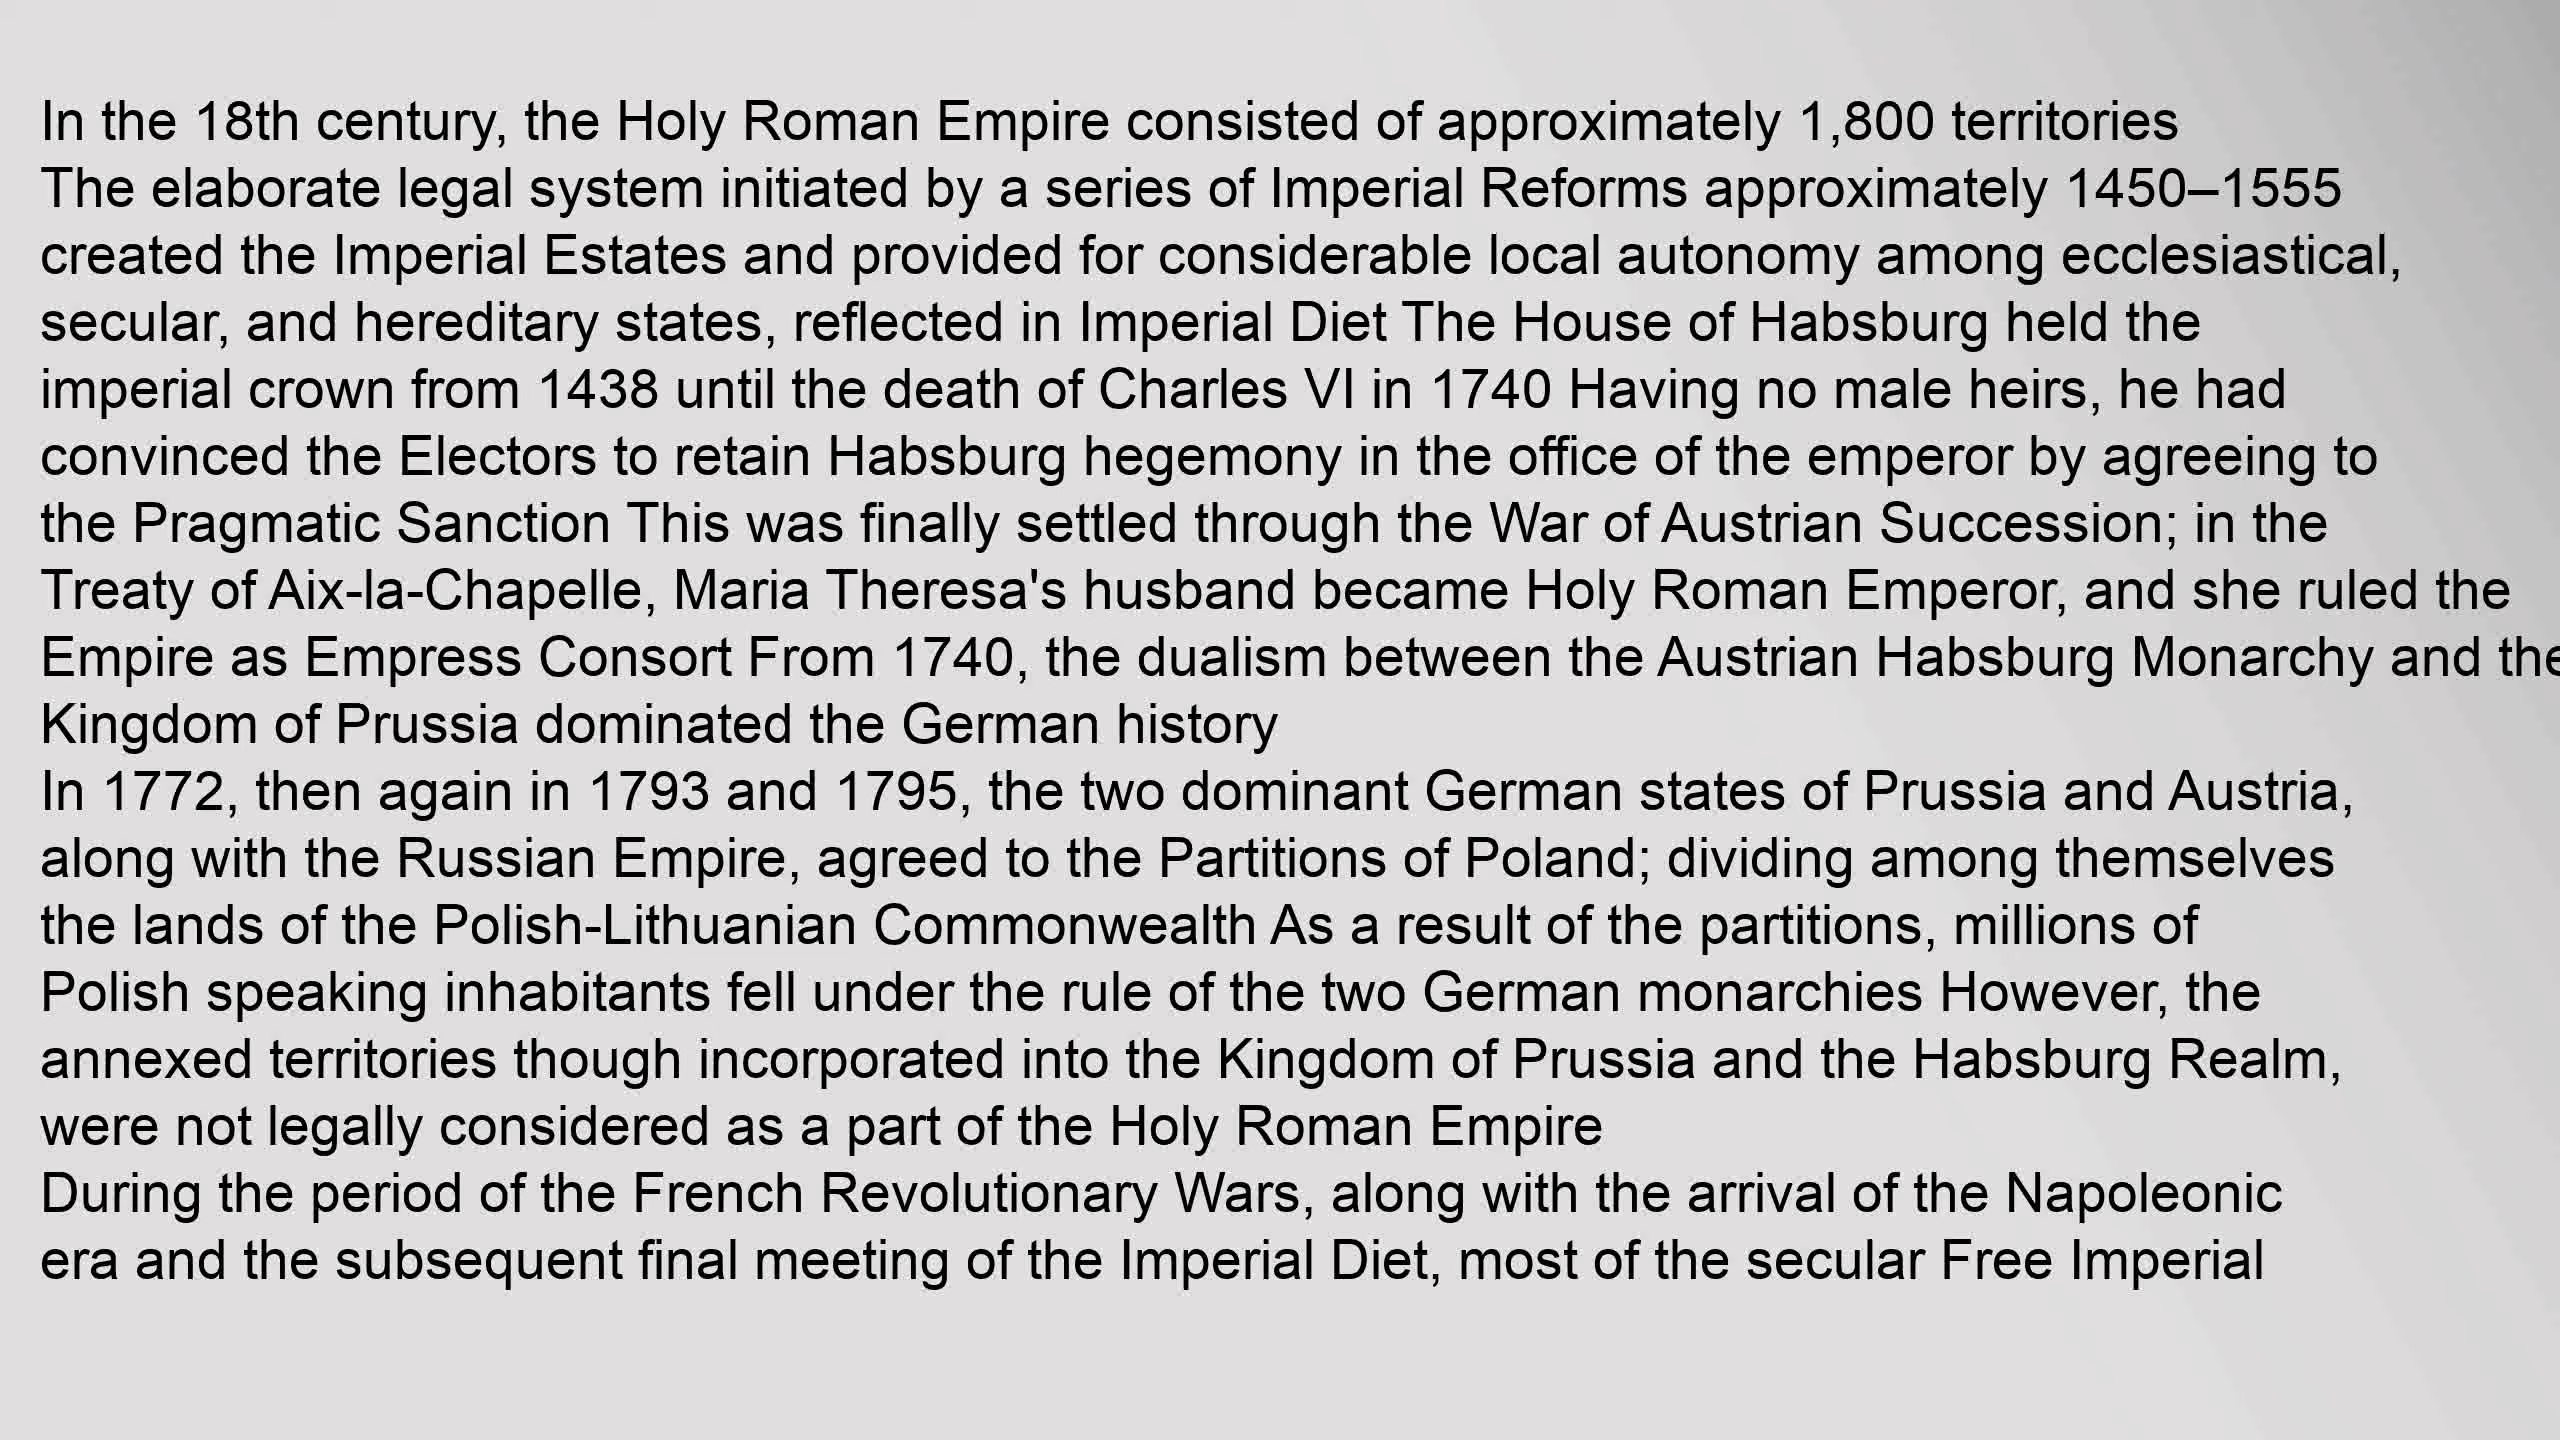 In the 18th century, the Holy Roman Empire consisted of approximately 1,800 territories
The elaborate legal system initiated by a series of Imperial Reforms approximately 1450–1555
created the Imperial Estates and provided for considerable local autonomy among ecclesiastical,
secular, and hereditary states, reflected in Imperial Diet The House of Habsburg held the
imperial crown from 1438 until the death of Charles VI in 1740 Having no male heirs, he had
convinced the Electors to retain Habsburg hegemony in the office of the emperor by agreeing to
the Pragmatic Sanction This was finally settled through the War of Austrian Succession; in the
Treaty of Aix-la-Chapelle, Maria Theresa's husband became Holy Roman Emperor, and she ruled the
Empire as Empress Consort From 1740, the dualism between the Austrian Habsburg Monarchy and the
Kingdom of Prussia dominated the German history
In 1772, then again in 1793 and 1795, the two dominant German states of Prussia and Austria,
along with the Russian Empire, agreed to the Partitions of Poland; dividing among themselves
the lands of the Polish-Lithuanian Commonwealth As a result of the partitions, millions of
Polish speaking inhabitants fell under the rule of the two German monarchies However, the
annexed territories though incorporated into the Kingdom of Prussia and the Habsburg Realm,
were not legally considered as a part of the Holy Roman Empire
During the period of the French Revolutionary Wars, along with the arrival of the Napoleonic
era and the subsequent final meeting of the Imperial Diet, most of the secular Free Imperial